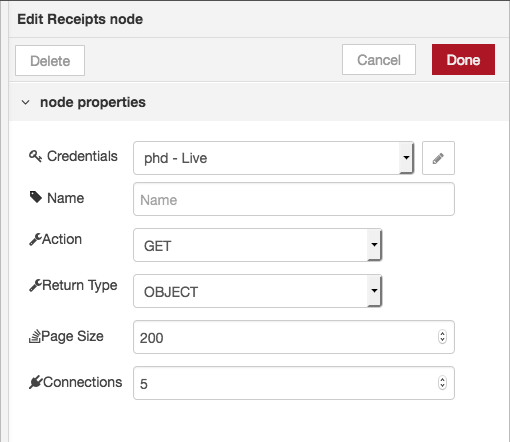 Edit Receipts node
Delete Cancel Done
node properties
Credentials phd - Live
Name Name
Action GET
Return Type OBJECT
Page Size 200
Connections 5